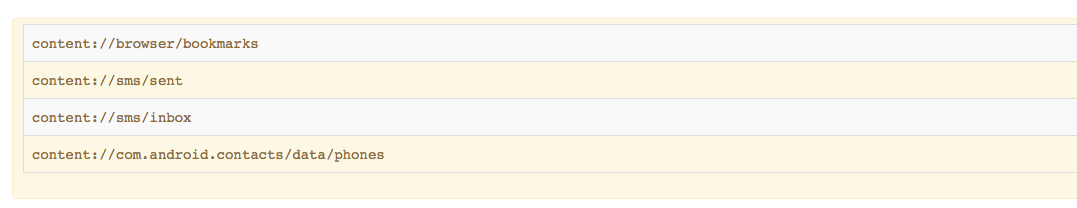 content://browser/bookmarks
content://sms/sent
content://sms/inbox
content://com.android.contacts/data/phones